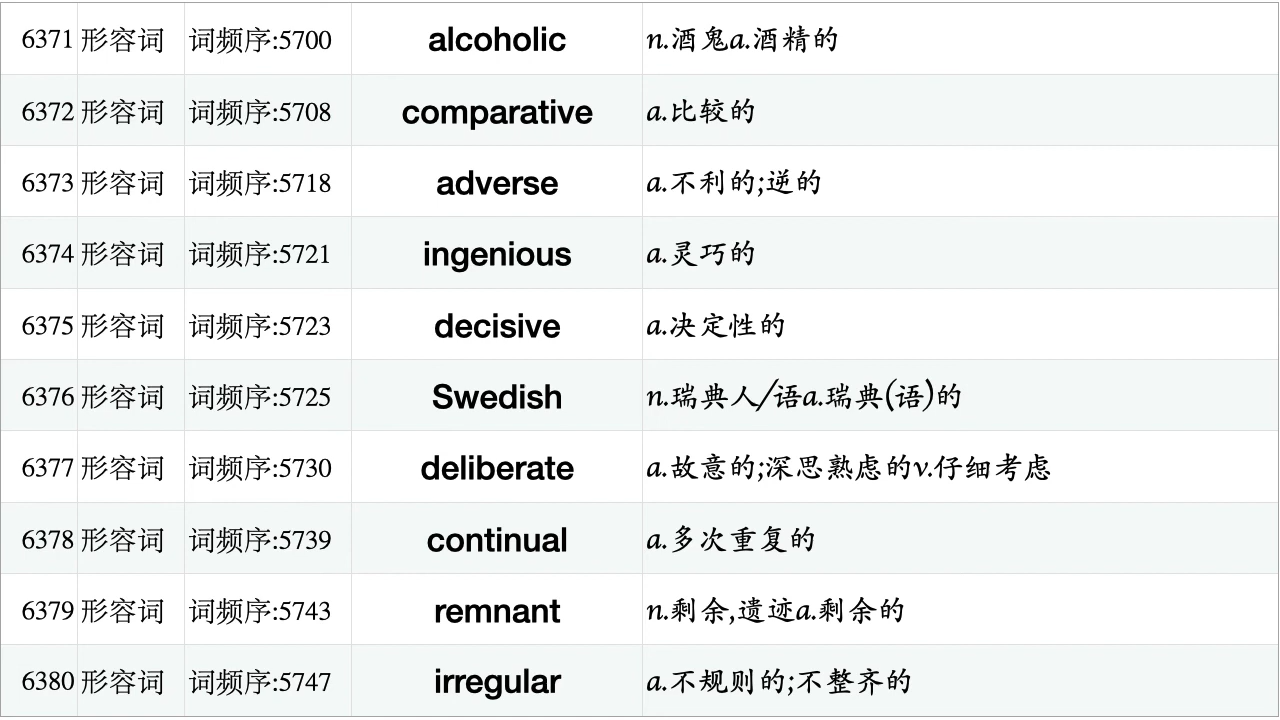 6371 形容词 词频序:5700 alcoholic n.酒鬼a.酒精的
6372 形容词 词频序:5708 comparative a.比较的
6373 形容词 词频序:5718 adverse a.不利的;逆的
6374 形容词 词频序:5721 ingenious a.灵巧的
6375 形容词 词频序:5723 decisive a.决定性的
6376 形容词 词频序:5725 Swedish n.瑞典人/语a.瑞典(语)的
6377 形容词 词频序:5730 deliberate a.故意的;深思熟虑的v.仔细考虑
6378 形容词 词频序:5739 continual a.多次重复的
6379 形容词 词频序:5743 remnant n.剩余,遗迹a.剩余的
6380 形容词 词频序:5747 irregular a.不规则的;不整齐的